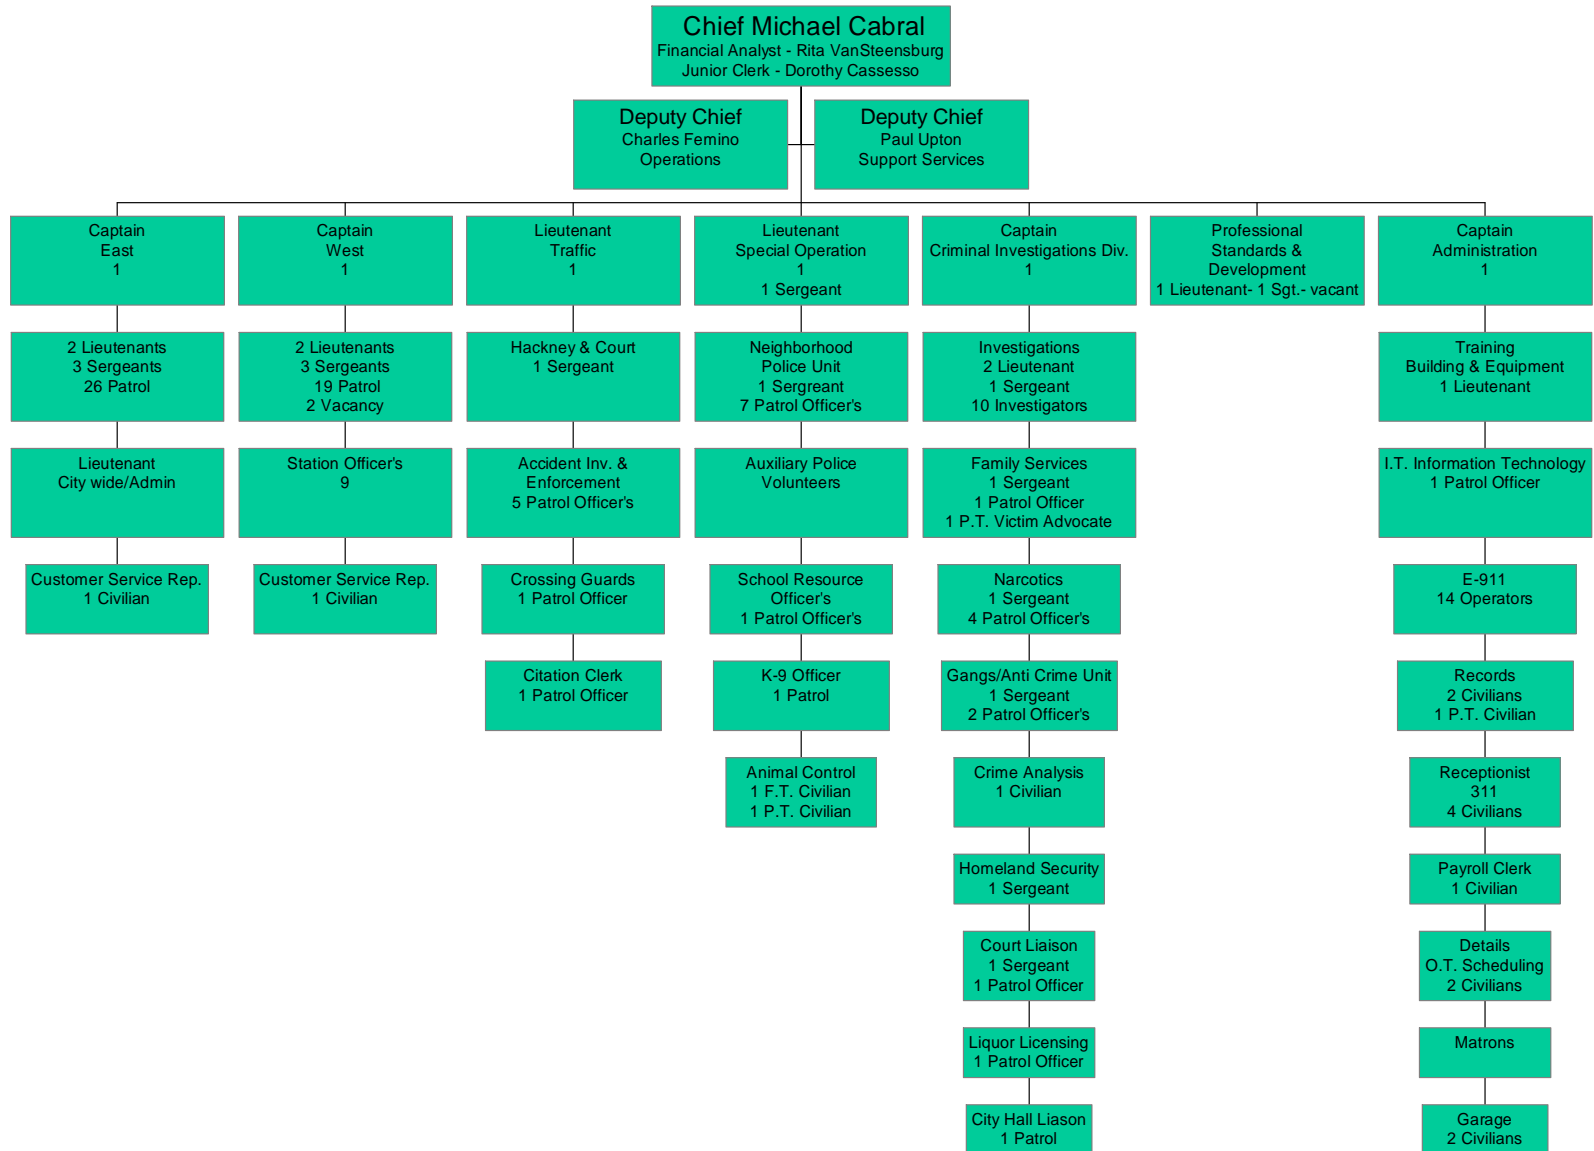 Chief Michael Cabral
Financial Analyst - Rita VanSteensburg
Junior Clerk - Dorothy Cassesso
Deputy Chief
Charles Femino
Operations
Deputy Chief
Paul Upton
Support Services
Captain
East
1
Captain
West
1
Lieutenant
Traffic
1
Lieutenant
Special Operation
1
1 Sergeant
Captain
Criminal Investigations Div.
1
Professional
Standards &
Development
1 Lieutenant- 1 Sgt.- vacant
Captain
Administration
1
2 Lieutenants
3 Sergeants
26 Patrol
2 Lieutenants
3 Sergeants
19 Patrol
2 Vacancy
Hackney & Court
1 Sergeant
Neighborhood
Police Unit
1 Sergreant
7 Patrol Officer's
Investigations
2 Lieutenant
1 Sergeant
10 Investigators
Training
Building & Equipment
1 Lieutenant
Lieutenant
City wide/Admin
Station Officer's
9
Accident Inv. &
Enforcement
5 Patrol Officer's
Auxiliary Police
Volunteers
Family Services
1 Sergeant
1 Patrol Officer
1 P.T. Victim Advocate
I.T. Information Technology
1 Patrol Officer
Customer Service Rep.
1 Civilian
Customer Service Rep.
1 Civilian
Crossing Guards
1 Patrol Officer
School Resource
Officer's
1 Patrol Officer's
Narcotics
1 Sergeant
4 Patrol Officer's
E-911
14 Operators
Citation Clerk
1 Patrol Officer
K-9 Officer
1 Patrol
Gangs/Anti Crime Unit
1 Sergeant
2 Patrol Officer's
Records
2 Civilians
1 P.T. Civilian
Animal Control
1 F.T. Civilian
1 P.T. Civilian
Crime Analysis
1 Civilian
Receptionist
311
4 Civilians
Homeland Security
1 Sergeant
Payroll Clerk
1 Civilian
Court Liaison
1 Sergeant
1 Patrol Officer
Details
O.T. Scheduling
2 Civilians
Liquor Licensing
1 Patrol Officer
Matrons
City Hall Liason
1 Patrol
Garage
2 Civilians